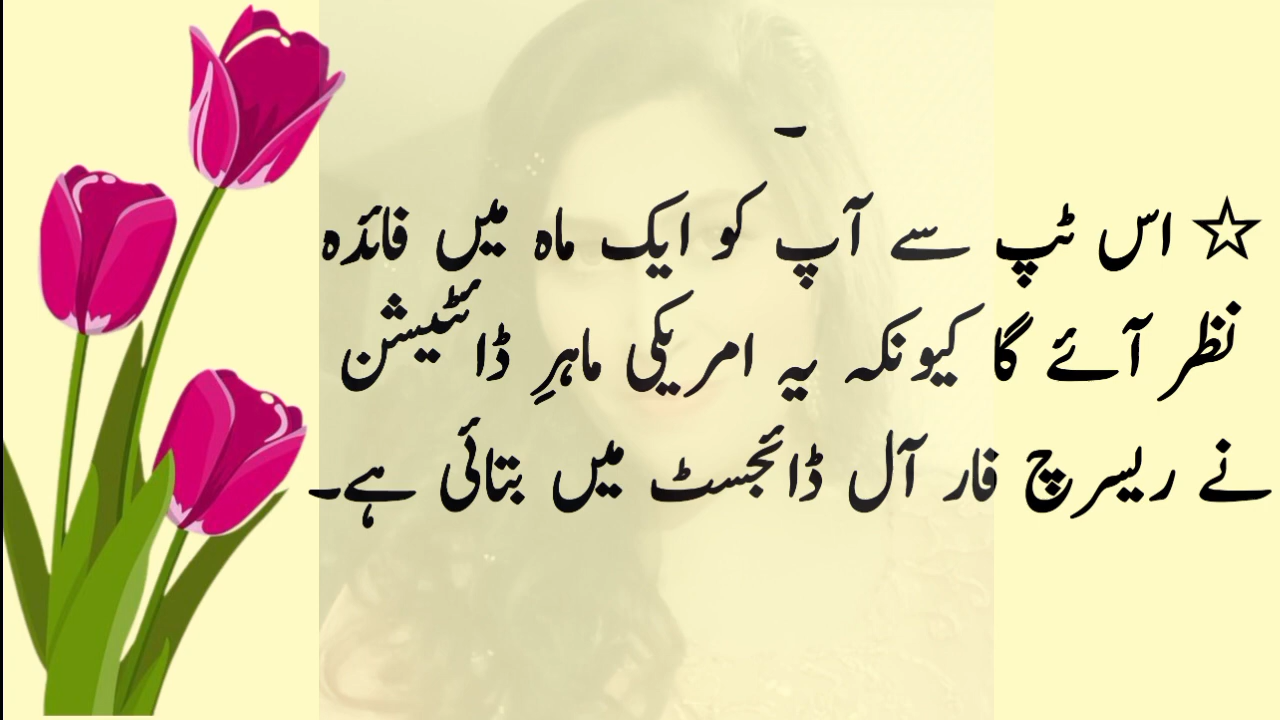 ۔
☆ اس ٹپ سے آپ کو ایک ماہ میں فائدہ
نظر آئے گا کیونکہ یہ امریکی ماہرِ ڈائٹیشن
نے ریسرچ فار آل ڈائجسٹ میں بتائی ہے۔